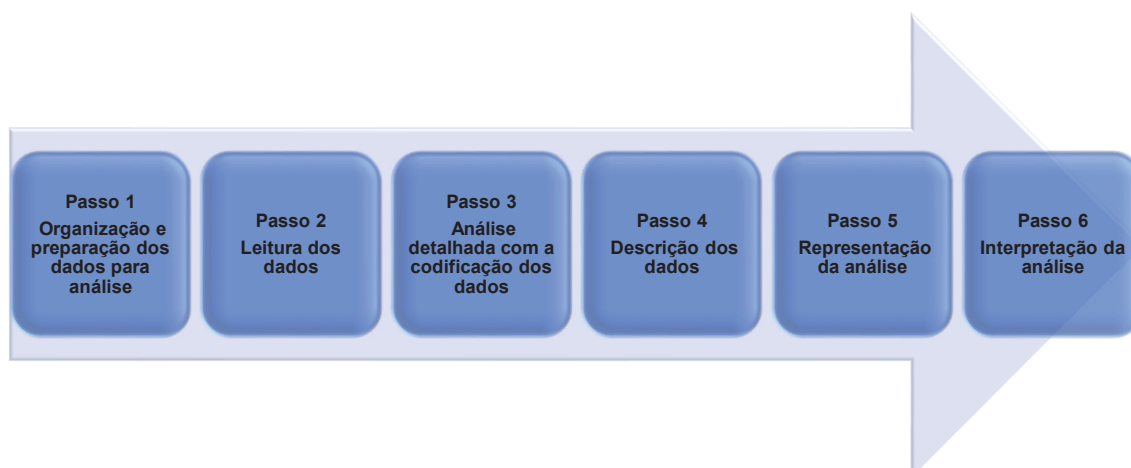 Passo 1
Organização e
preparação dos
dados para
análise
Passo 2
Leitura dos
dados
Passo 3
Análise
detalhada com a
codificação dos
dados
Passo 4
Descrição dos
dados
Passo 5
Representação
da análise
Passo 6
Interpretação da
análise